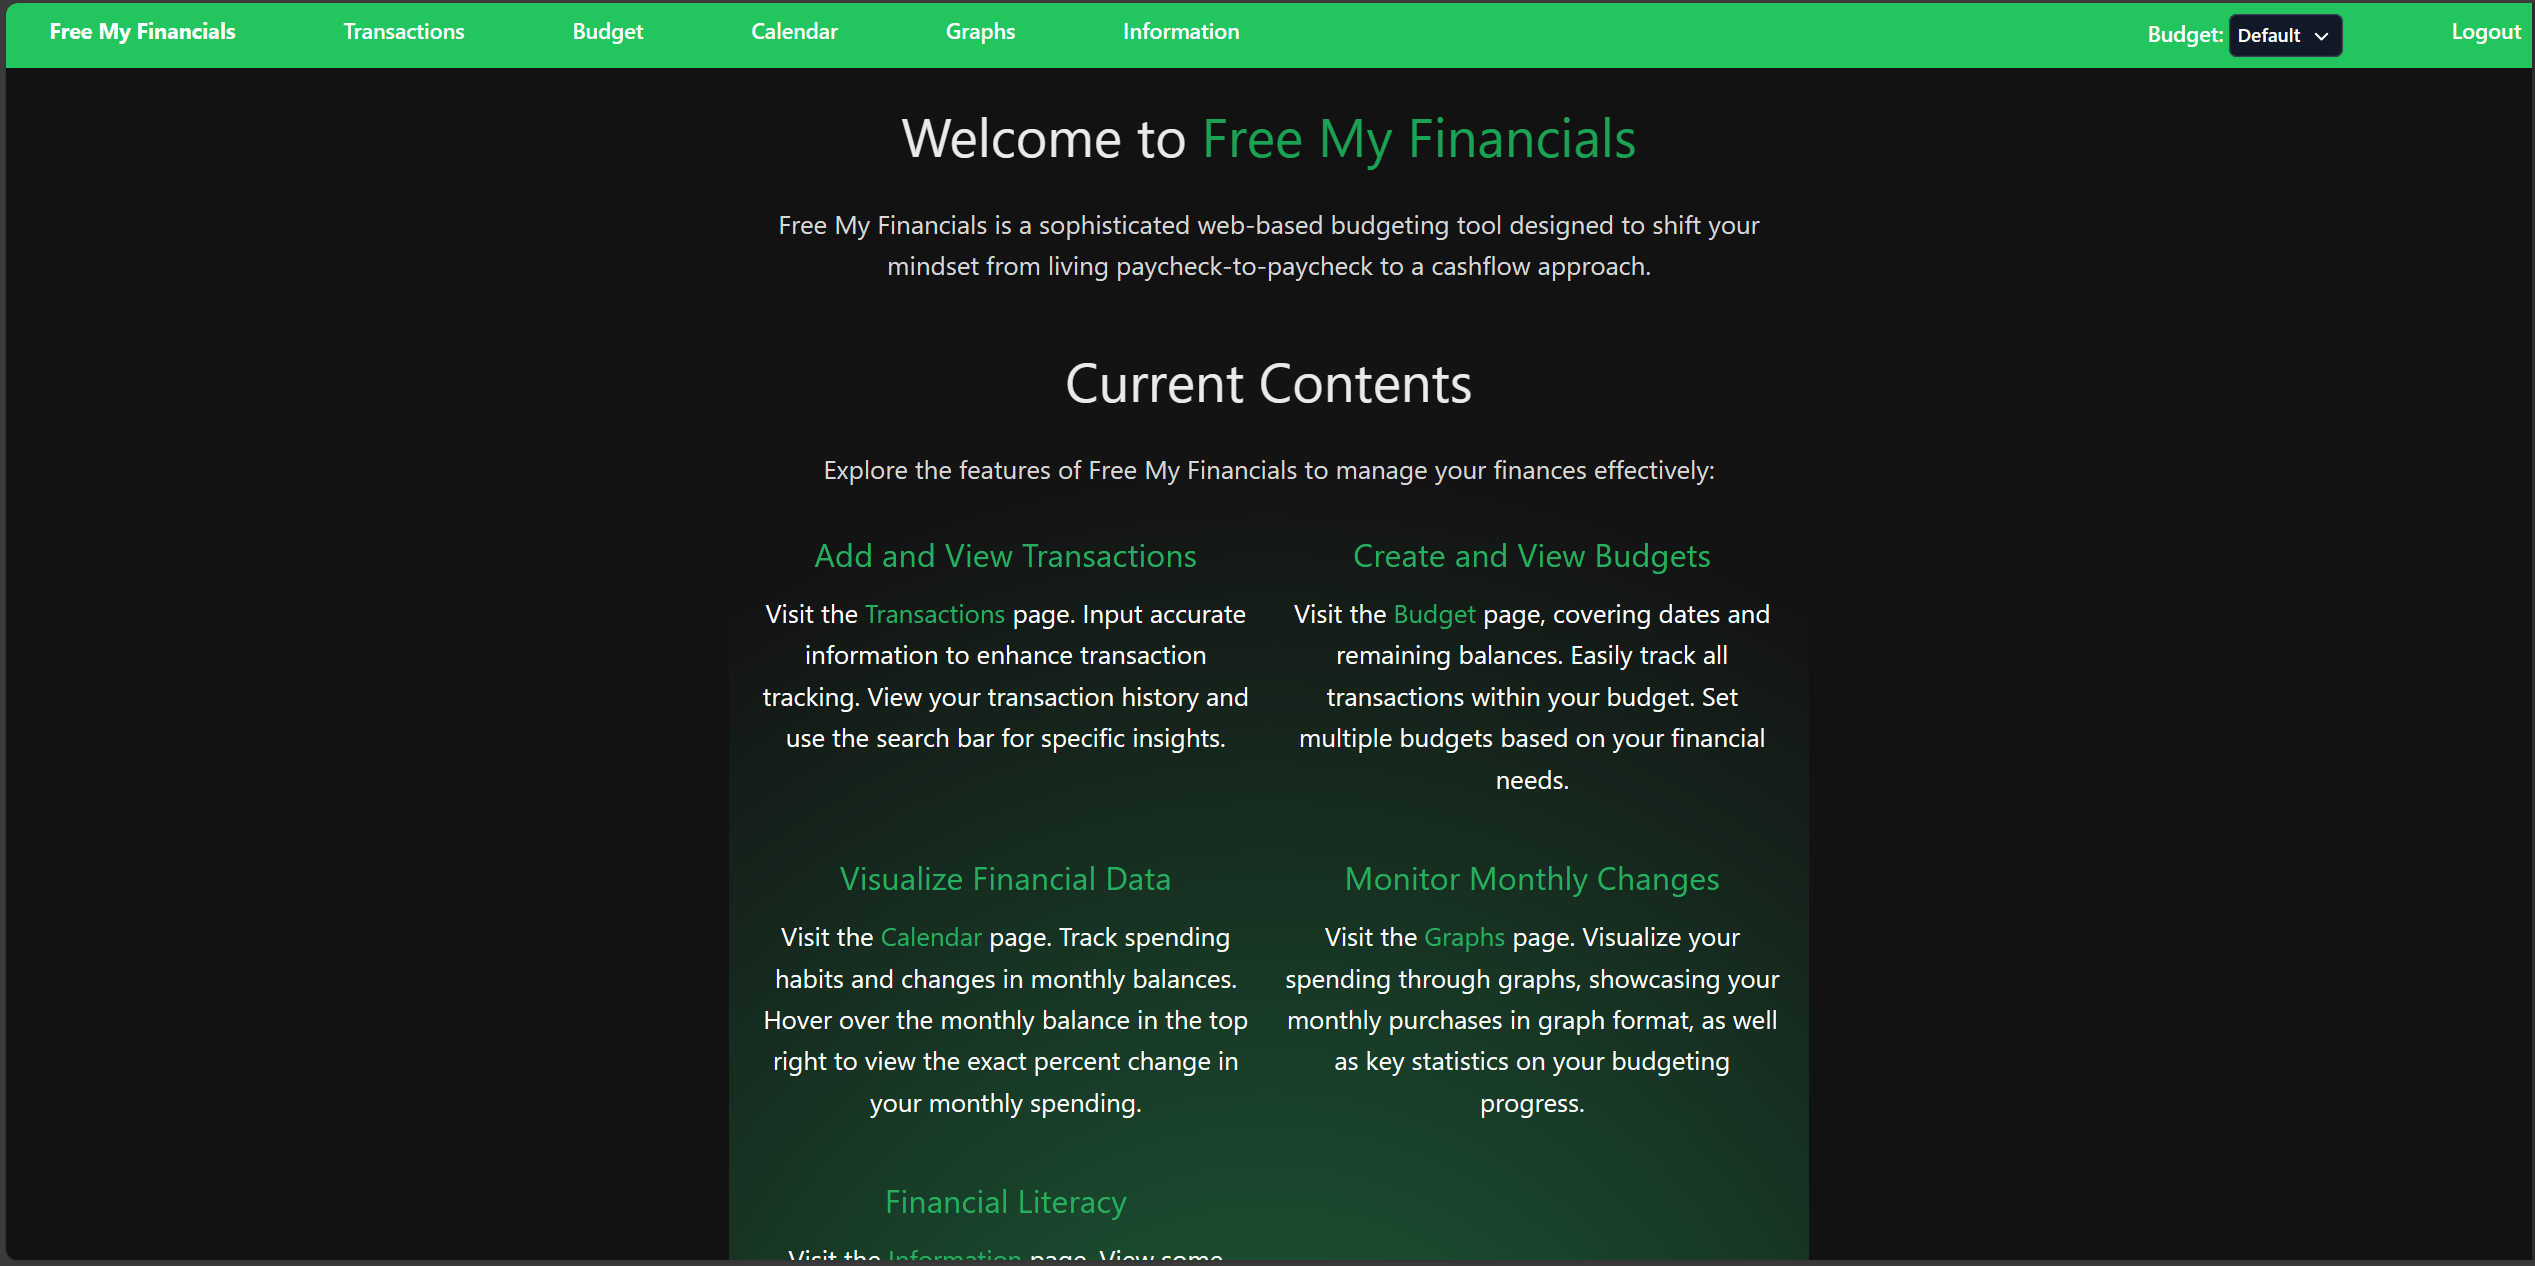 Free My Financials Transactions Budget Calendar Graphs Information Budget: Default Logout
Welcome to Free My Financials
Free My Financials is a sophisticated web-based budgeting tool designed to shift your
mindset from living paycheck-to-paycheck to a cashflow approach.
Current Contents
Explore the features of Free My Financials to manage your finances effectively:
Add and View Transactions
Visit the Transactions page. Input accurate
information to enhance transaction
tracking. View your transaction history and
use the search bar for specific insights.
Create and View Budgets
Visit the Budget page, covering dates and
remaining balances. Easily track all
transactions within your budget. Set
multiple budgets based on your financial
needs.
Visualize Financial Data
Visit the Calendar page. Track spending
habits and changes in monthly balances.
Hover over the monthly balance in the top
right to view the exact percent change in
your monthly spending.
Monitor Monthly Changes
Visit the Graphs page. Visualize your
spending through graphs, showcasing your
monthly purchases in graph format, as well
as key statistics on your budgeting
progress.
Financial Literacy
Visit the Information page. View some